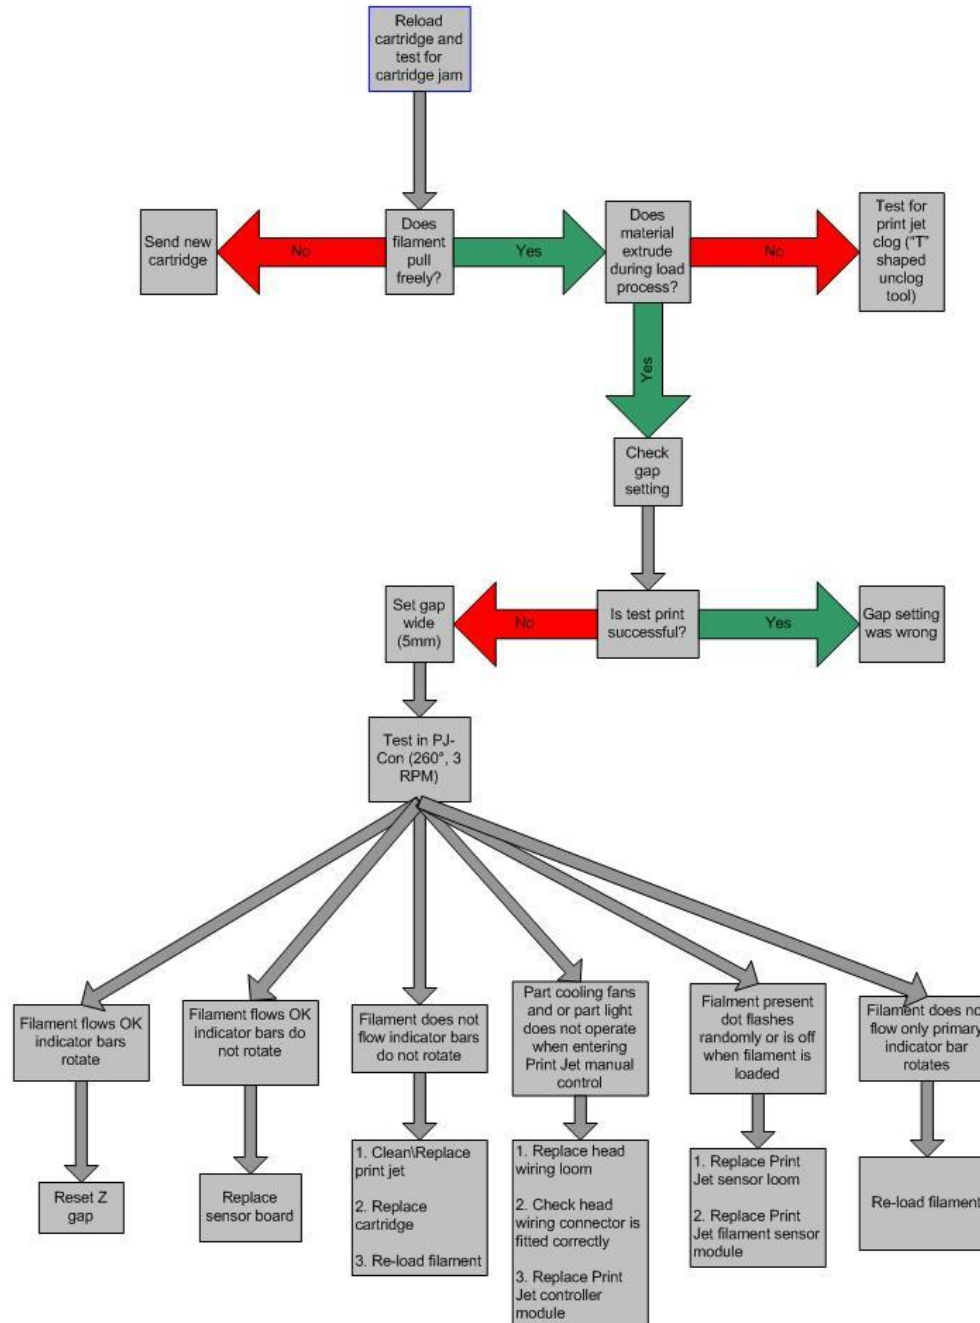 Reload
cartridge and
test for
cartridge jam
Send new
cartridge
No
Does
filament
pull
freely?
Yes
Does
material
extrude
during load
process?
No
Test for
print jet
clog ("T"
shaped
unclog
tool)
Yes
Check
gap
setting
Set gap
wide
(5mm)
No
Is test print
successful?
Yes
Gap setting
was wrong
Test in PJ-
Con (260°, 3
RPM)
Filament flows OK
indicator bars
rotate
Filament flows OK
indicator bars do
not rotate
Filament does not
flow indicator bars
do not rotate
Part cooling fans
and or part light
does not operate
when entering
Print Jet manual
control
Fialment present
dot flashes
randomly or is off
when filament is
loaded
Filament does no
flow only primary
indicator bar
rotates
Reset Z
gap
Replace
sensor board
1. Clean\Replace
print jet
2. Replace
cartridge
3. Re-load filament
1. Replace head
wiring loom
2. Check head
wiring connector is
fitted correctly
3. Replace Print
Jet controller
module
1. Replace Print
Jet sensor loom
2. Replace Print
Jet filament sensor
module
Re-load filament